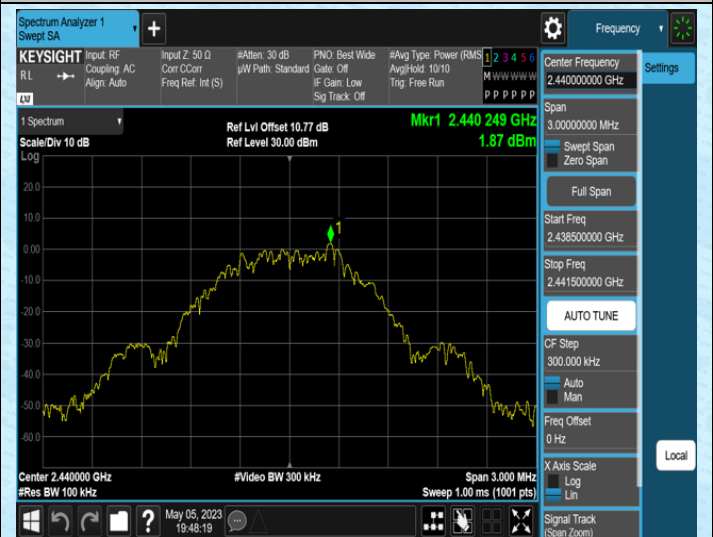 Spectrum Analyzer 1
Swept SA
+
Frequency
KEYSIGHT
RL
LXI
Input: RF
Coupling: AC
Align: Auto
Input Z: 50 Ω
Corr CCorr
Freq Ref: Int (S)
#Atten: 30 dB
µW Path: Standard
PNO: Best Wide
Gate: Off
IF Gain: Low
Sig Track: Off
#Avg Type: Power (RMS
Avg|Hold: 10/10
Trig: Free Run
1 2 3 4 5 6
M W W W W W
P P P P P P
Settings
Center Frequency
2.440000000 GHz
Span
3.00000000 MHz
Swept Span
Zero Span
Full Span
Start Freq
2.438500000 GHz
Stop Freq
2.441500000 GHz
AUTO TUNE
CF Step
300.000 kHz
Auto
Man
Freq Offset
0 Hz
X Axis Scale
Log
Lin
Signal Track
(Span Zoom)
Local
1 Spectrum
Scale/Div 10 dB
Log
Ref Lvl Offset 10.77 dB
Ref Level 30.00 dBm
Mkr1 2.440 249 GHz
1.87 dBm
1
20.0
10.0
0.00
-10.0
-20.0
-30.0
-40.0
-50.0
-60.0
Center 2.440000 GHz
#Res BW 100 kHz
#Video BW 300 kHz
Span 3.000 MHz
Sweep 1.00 ms (1001 pts)
?
May 05, 2023
19:48:19